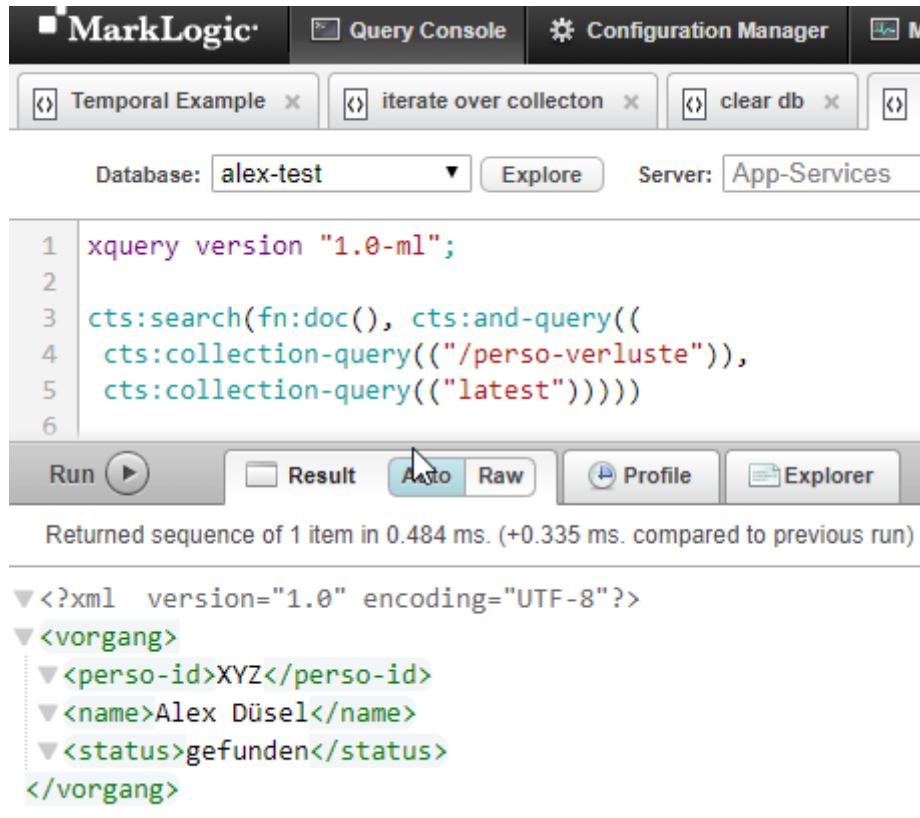 MarkLogic Query Console Configuration Manager M
Temporal Example × iterate over collecton × clear db ×
Database: alex-test Explore Server: App-Services
1 xquery version "1.0-ml";
2
3 cts:search(fn:doc(), cts:and-query((
4 cts:collection-query(("/perso-verluste")),
5 cts:collection-query(("latest")))))
6
Run Result Auto Raw Profile Explorer
Returned sequence of 1 item in 0.484 ms. (+0.335 ms. compared to previous run)
<?xml version="1.0" encoding="UTF-8"?>
<vorgang>
<perso-id>XYZ</perso-id>
<name>Alex Düsel</name>
<status>gefunden</status>
</vorgang>